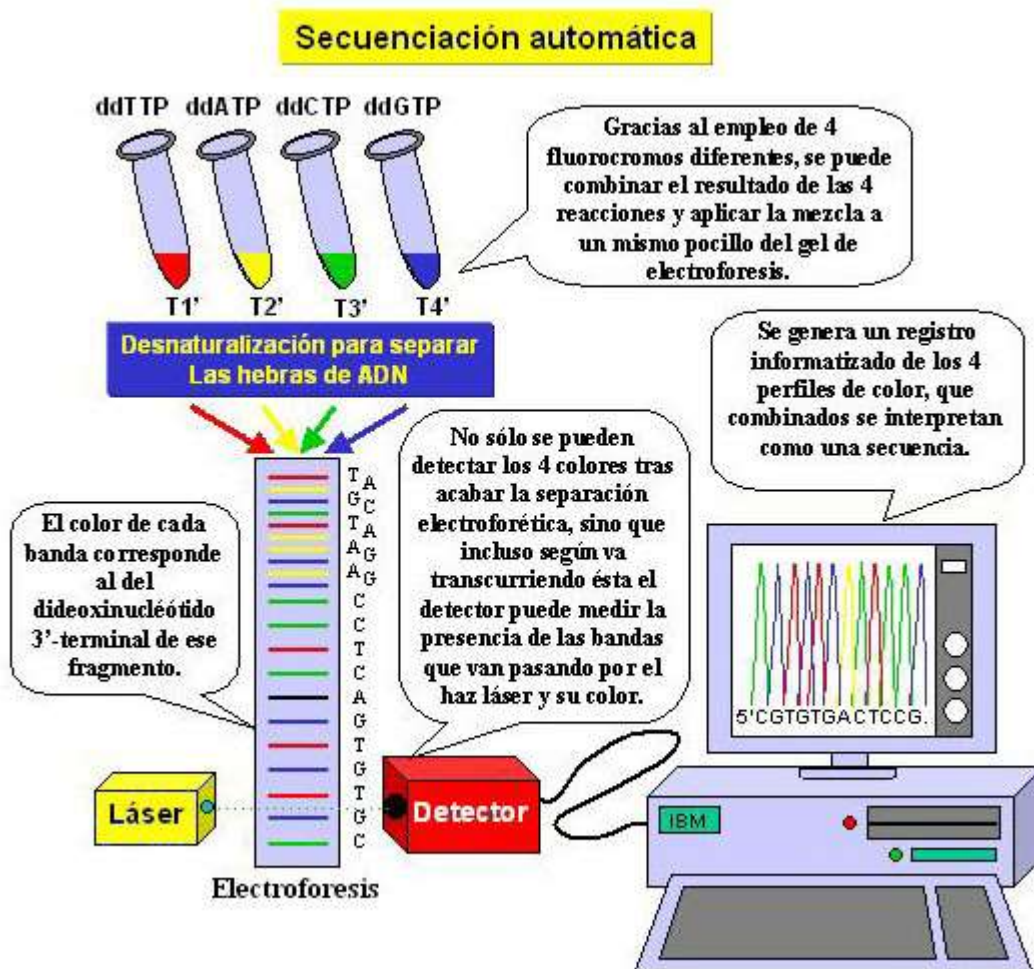 Secuenciación automática
ddTTP ddATP ddCTP ddGTP
Gracias al empleo de 4
fluorocromos diferentes, se puede
combinar el resultado de las 4
reacciones y aplicar la mezcla a
un mismo pocillo del gel de
electroforesis.
T1' T2' T3' T4'
Desnaturalización para separar
Las hebras de ADN
Se genera un registro
informatizado de los 4
perfiles de color, que
combinados se interpretan
como una secuencia.
No sólo se pueden
detectar los 4 colores tras
acabar la separación
electroforética, sino que
incluso según va
transcurriendo ésta el
detector puede medir la
presencia de las bandas
que van pasando por el
haz láser y su color.
El color de cada
banda corresponde
al del
dideoxinucléótido
3'-terminal de ese
fragmento.
T
A
G
C
T
A
A
G
A
G
C
C
T
C
A
G
T
G
T
G
C
5'CGTGTGACTCCG.
Láser
Detector
IBM
Electroforesis